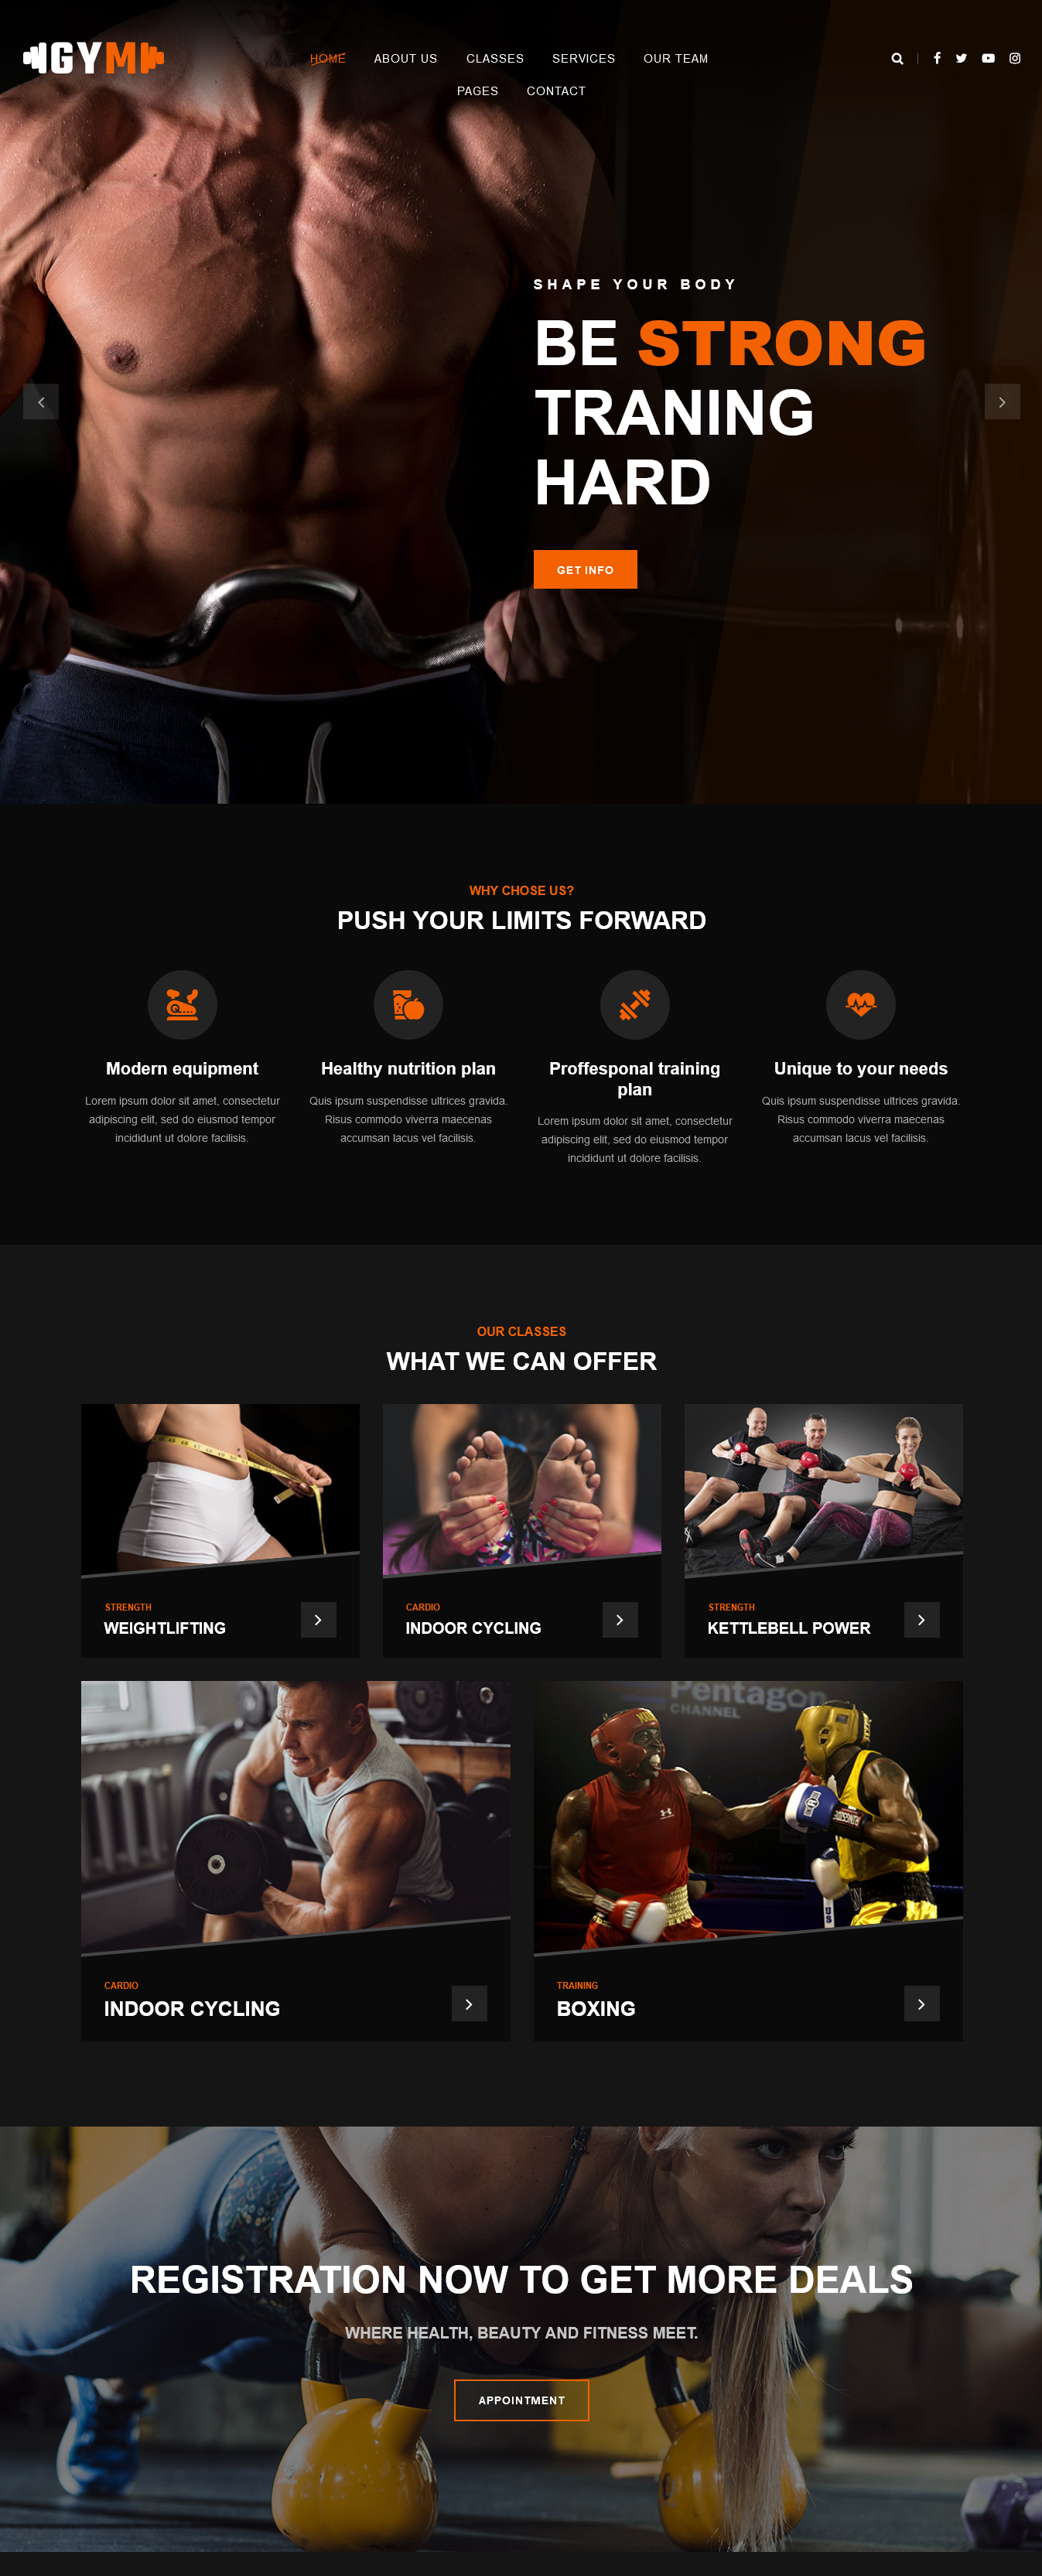 GYM
HOME ABOUT US CLASSES SERVICES OUR TEAM
PAGES CONTACT
SHAPE YOUR BODY
BE STRONG
TRANING
HARD
GET INFO
WHY CHOSE US?
PUSH YOUR LIMITS FORWARD
Modern equipment
Lorem ipsum dolor sit amet, consectetur
adipiscing elit, sed do eiusmod tempor
incididunt ut dolore facilisis.
Healthy nutrition plan
Quis ipsum suspendisse ultrices gravida.
Risus commodo viverra maecenas
accumsan lacus vel facilisis.
Proffesponal training
plan
Lorem ipsum dolor sit amet, consectetur
adipiscing elit, sed do eiusmod tempor
incididunt ut dolore facilisis.
Unique to your needs
Quis ipsum suspendisse ultrices gravida.
Risus commodo viverra maecenas
accumsan lacus vel facilisis.
OUR CLASSES
WHAT WE CAN OFFER
STRENGTH
WEIGHTLIFTING
CARDIO
INDOOR CYCLING
STRENGTH
KETTLEBELL POWER
Pentagon
CHANNEL
US
CARDIO
INDOOR CYCLING
TRAINING
BOXING
REGISTRATION NOW TO GET MORE DEALS
WHERE HEALTH, BEAUTY AND FITNESS MEET.
APPOINTMENT